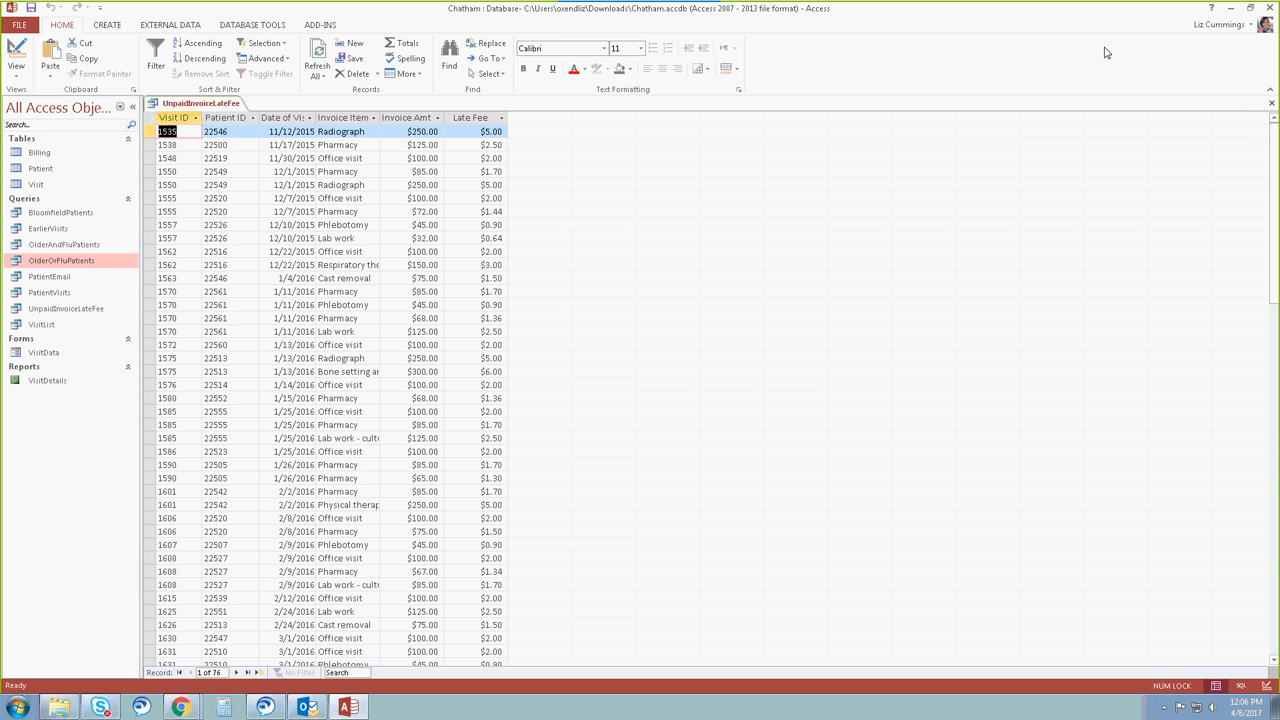 Chatham : Database- C:\Users\oxendliz\Downloads\Chatham.accdb (Access 2007 - 2013 file format) - Access
FILE HOME CREATE EXTERNAL DATA DATABASE TOOLS ADD-INS
Liz Cummings
View
Views
Paste
Cut
Copy
Format Painter
Clipboard
Filter
Ascending
Descending
Remove Sort
Selection
Advanced
Toggle Filter
Sort & Filter
Refresh All
New
Save
Delete
Totals
Spelling
More
Records
Find
Replace
Go To
Select
Find
Calibri 11
B I U A
Text Formatting
All Access Obje...
Search...
Tables
Billing
Patient
Visit
Queries
BloomfieldPatients
EarlierVisits
OlderAndFluPatients
OlderOrFluPatients
PatientEmail
PatientVisits
UnpaidInvoiceLateFee
VisitList
Forms
VisitData
Reports
VisitDetails
UnpaidInvoiceLateFee
Visit ID Patient ID Date of Vis Invoice Item Invoice Amt Late Fee
1535 22546 11/12/2015 Radiograph $250.00 $5.00
1538 22500 11/17/2015 Pharmacy $125.00 $2.50
1548 22519 11/30/2015 Office visit $100.00 $2.00
1550 22549 12/1/2015 Pharmacy $85.00 $1.70
1550 22549 12/1/2015 Radiograph $250.00 $5.00
1555 22520 12/7/2015 Office visit $100.00 $2.00
1555 22520 12/7/2015 Pharmacy $72.00 $1.44
1557 22526 12/10/2015 Phlebotomy $45.00 $0.90
1557 22526 12/10/2015 Lab work $32.00 $0.64
1562 22516 12/22/2015 Office visit $100.00 $2.00
1562 22516 12/22/2015 Respiratory the $150.00 $3.00
1563 22546 1/4/2016 Cast removal $75.00 $1.50
1570 22561 1/11/2016 Pharmacy $85.00 $1.70
1570 22561 1/11/2016 Phlebotomy $45.00 $0.90
1570 22561 1/11/2016 Pharmacy $68.00 $1.36
1570 22561 1/11/2016 Lab work $125.00 $2.50
1572 22560 1/13/2016 Office visit $100.00 $2.00
1575 22513 1/13/2016 Radiograph $250.00 $5.00
1575 22513 1/13/2016 Bone setting ar $300.00 $6.00
1576 22514 1/14/2016 Office visit $100.00 $2.00
1580 22552 1/15/2016 Pharmacy $68.00 $1.36
1585 22555 1/25/2016 Office visit $100.00 $2.00
1585 22555 1/25/2016 Pharmacy $85.00 $1.70
1585 22555 1/25/2016 Lab work - cult $125.00 $2.50
1586 22523 1/25/2016 Office visit $100.00 $2.00
1590 22505 1/26/2016 Pharmacy $85.00 $1.70
1590 22505 1/26/2016 Pharmacy $65.00 $1.30
1601 22542 2/2/2016 Pharmacy $85.00 $1.70
1601 22542 2/2/2016 Physical therap $250.00 $5.00
1606 22520 2/8/2016 Office visit $100.00 $2.00
1606 22520 2/8/2016 Pharmacy $75.00 $1.50
1607 22507 2/9/2016 Phlebotomy $45.00 $0.90
1608 22527 2/9/2016 Office visit $100.00 $2.00
1608 22527 2/9/2016 Pharmacy $67.00 $1.34
1608 22527 2/9/2016 Lab work - cult $85.00 $1.70
1615 22539 2/12/2016 Office visit $100.00 $2.00
1625 22551 2/24/2016 Lab work $125.00 $2.50
1626 22513 2/24/2016 Cast removal $75.00 $1.50
1630 22547 3/1/2016 Office visit $100.00 $2.00
1631 22510 3/1/2016 Office visit $100.00 $2.00
1631 22510 3/1/2016 Phlebotomy $45.00 $0.90
Record: 1 of 76 No Filter Search
Ready
NUM LOCK
SQL
12:06 PM
4/8/2017